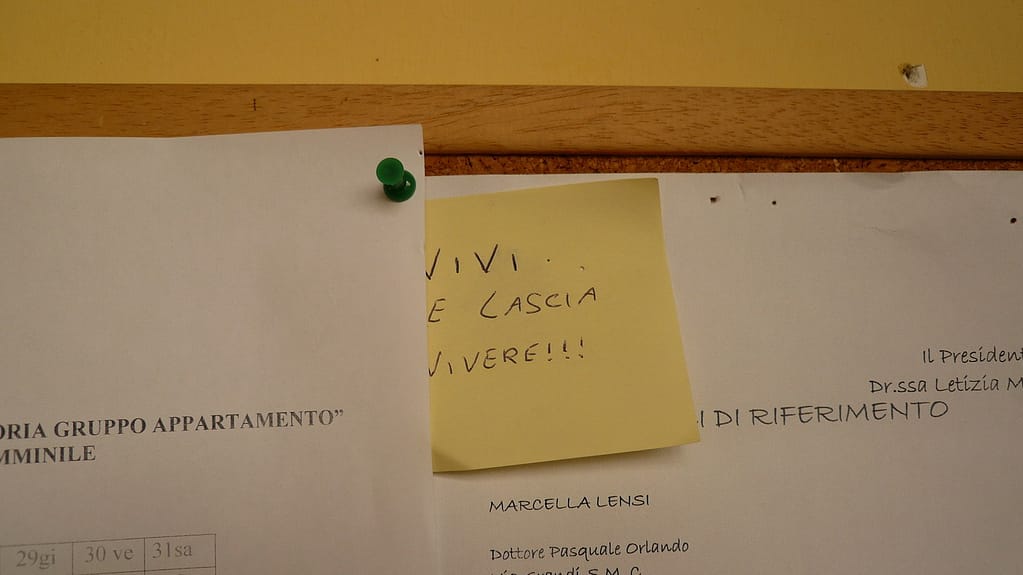 VIVI...
E LASCIA
VIVERE!!!
ORIA GRUPPO APPARTAMENTO”
MMINILE
29gi 30 ve 31sa
Il President
Dr.ssa Letizia M
I DI RIFERIMENTO
MARCELLA LENSI
Dottore Pasquale Orlando